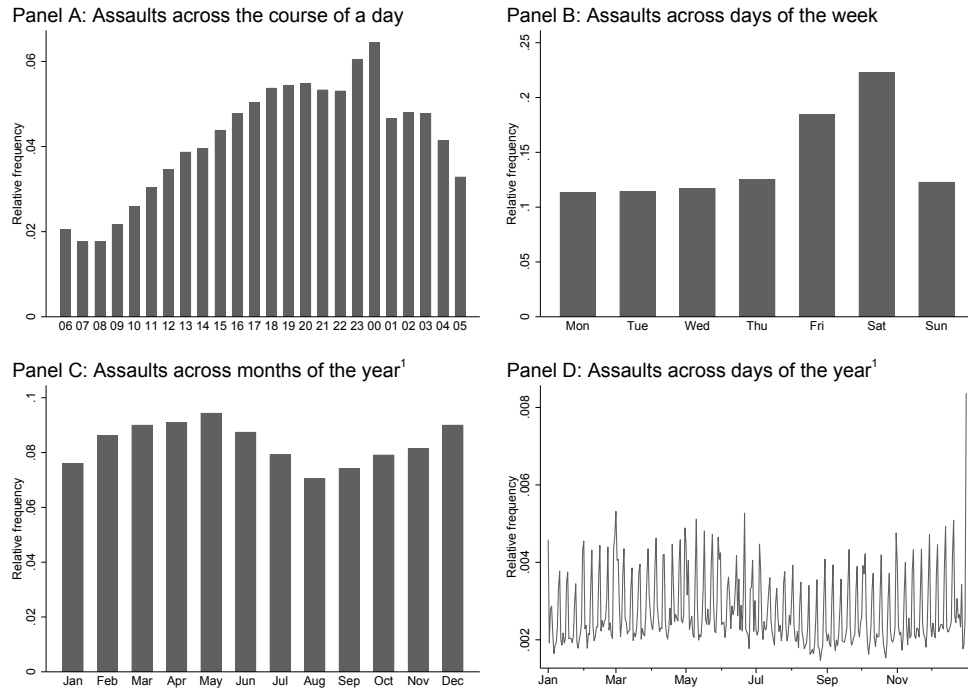 Panel A: Assaults across the course of a day
Relative frequency
0 .02 .04 .06
06 07 08 09 10 11 12 13 14 15 16 17 18 19 20 21 22 23 00 01 02 03 04 05
Panel B: Assaults across days of the week
Relative frequency
0 .05 .1 .15 .2 .25
Mon Tue Wed Thu Fri Sat Sun
Panel C: Assaults across months of the year¹
Relative frequency
0 .02 .04 .06 .08 .1
Jan Feb Mar Apr May Jun Jul Aug Sep Oct Nov Dec
Panel D: Assaults across days of the year¹
Relative frequency
.002 .004 .006 .008
Jan Mar May Jul Sep Nov